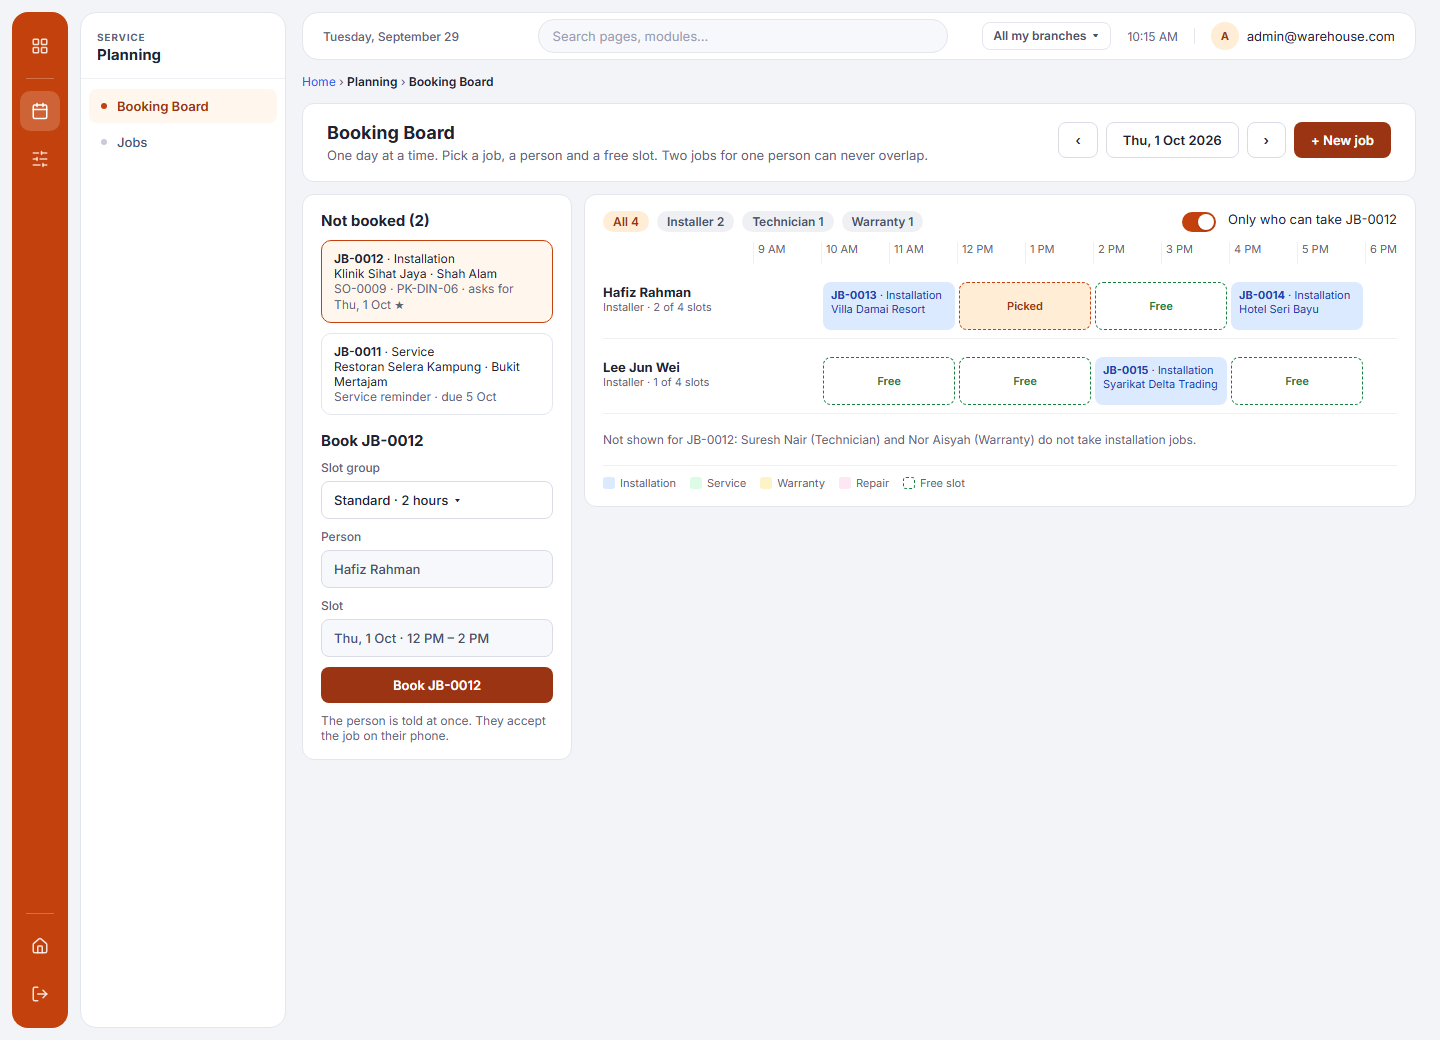 SERVICE
Planning
Booking Board
Jobs
Tuesday, September 29
Search pages, modules...
All my branches
10:15 AM
A
admin@warehouse.com
Home › Planning › Booking Board
Booking Board
One day at a time. Pick a job, a person and a free slot. Two jobs for one person can never overlap.
‹
Thu, 1 Oct 2026
›
+ New job
Not booked (2)
JB-0012 · Installation
Klinik Sihat Jaya · Shah Alam
SO-0009 · PK-DIN-06 · asks for
Thu, 1 Oct ★
JB-0011 · Service
Restoran Selera Kampung · Bukit
Mertajam
Service reminder · due 5 Oct
Book JB-0012
Slot group
Standard · 2 hours
Person
Hafiz Rahman
Slot
Thu, 1 Oct · 12 PM – 2 PM
Book JB-0012
The person is told at once. They accept
the job on their phone.
All 4
Installer 2
Technician 1
Warranty 1
Only who can take JB-0012
9 AM
10 AM
11 AM
12 PM
1 PM
2 PM
3 PM
4 PM
5 PM
6 PM
Hafiz Rahman
Installer · 2 of 4 slots
JB-0013 · Installation
Villa Damai Resort
Picked
Free
JB-0014 · Installation
Hotel Seri Bayu
Lee Jun Wei
Installer · 1 of 4 slots
Free
Free
JB-0015 · Installation
Syarikat Delta Trading
Free
Not shown for JB-0012: Suresh Nair (Technician) and Nor Aisyah (Warranty) do not take installation jobs.
Installation
Service
Warranty
Repair
Free slot